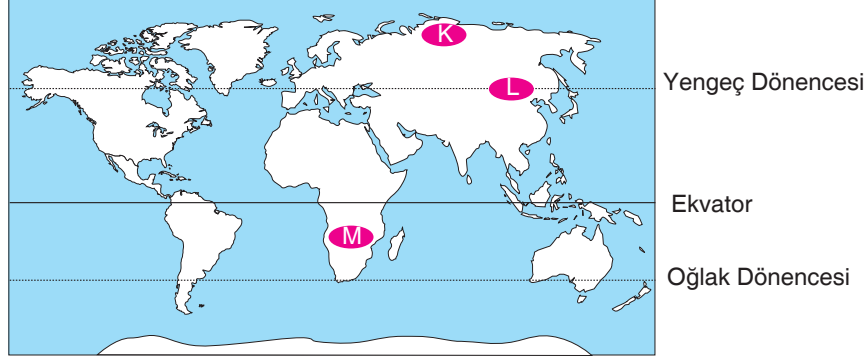 K
L
Yengeç Dönencesi
Ekvator
M
Oğlak Dönencesi